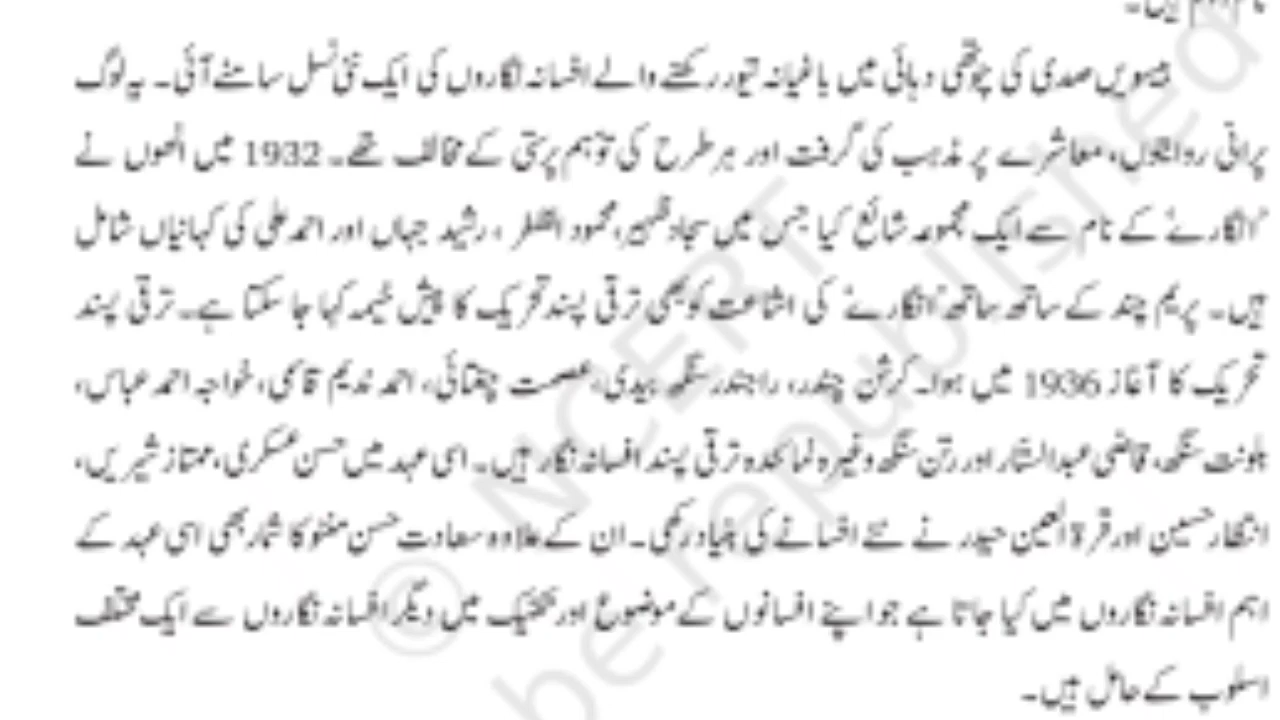 نام اہم ہیں۔
بیسویں صدی کی چوتھی دہائی میں باغیانہ تیور رکھنے والے افسانہ نگاروں کی ایک نئی نسل سامنے آئی۔ یہ لوگ
پرانی روایتوں، معاشرے پر مذہب کی گرفت اور ہر طرح کی توہم پرستی کے مخالف تھے۔ 1932 میں اُنھوں نے
'انگارے' کے نام سے ایک مجموعہ شائع کیا جس میں سجاد ظہیر، محمود الظفر، رشید جہاں اور احمد علی کی کہانیاں شامل
ہیں۔ پریم چند کے ساتھ ساتھ 'انگارے' کی اشاعت کو بھی ترقی پسند تحریک کا پیش خیمہ کہا جا سکتا ہے۔ ترقی پسند
تحریک کا آغاز 1936 میں ہوا۔ کرشن چندر، راجندر سنگھ بیدی، عصمت چغتائی، احمد ندیم قاسمی، خواجہ احمد عباس،
بلونت سنگھ، قاضی عبدالستار اور رتن سنگھ وغیرہ نمائندہ ترقی پسند افسانہ نگار ہیں۔ اسی عہد میں حسن عسکری، ممتاز شیریں،
انتظار حسین اور قرۃ العین حیدر نے نئے افسانے کی بنیاد رکھی۔ ان کے علاوہ سعادت حسن منٹو کا شمار بھی اسی عہد کے
اہم افسانہ نگاروں میں کیا جاتا ہے جو اپنے افسانوں کے موضوع اور تکنیک میں دیگر افسانہ نگاروں سے ایک مختلف
اسلوب کے حامل ہیں۔
© NCERT
be republished